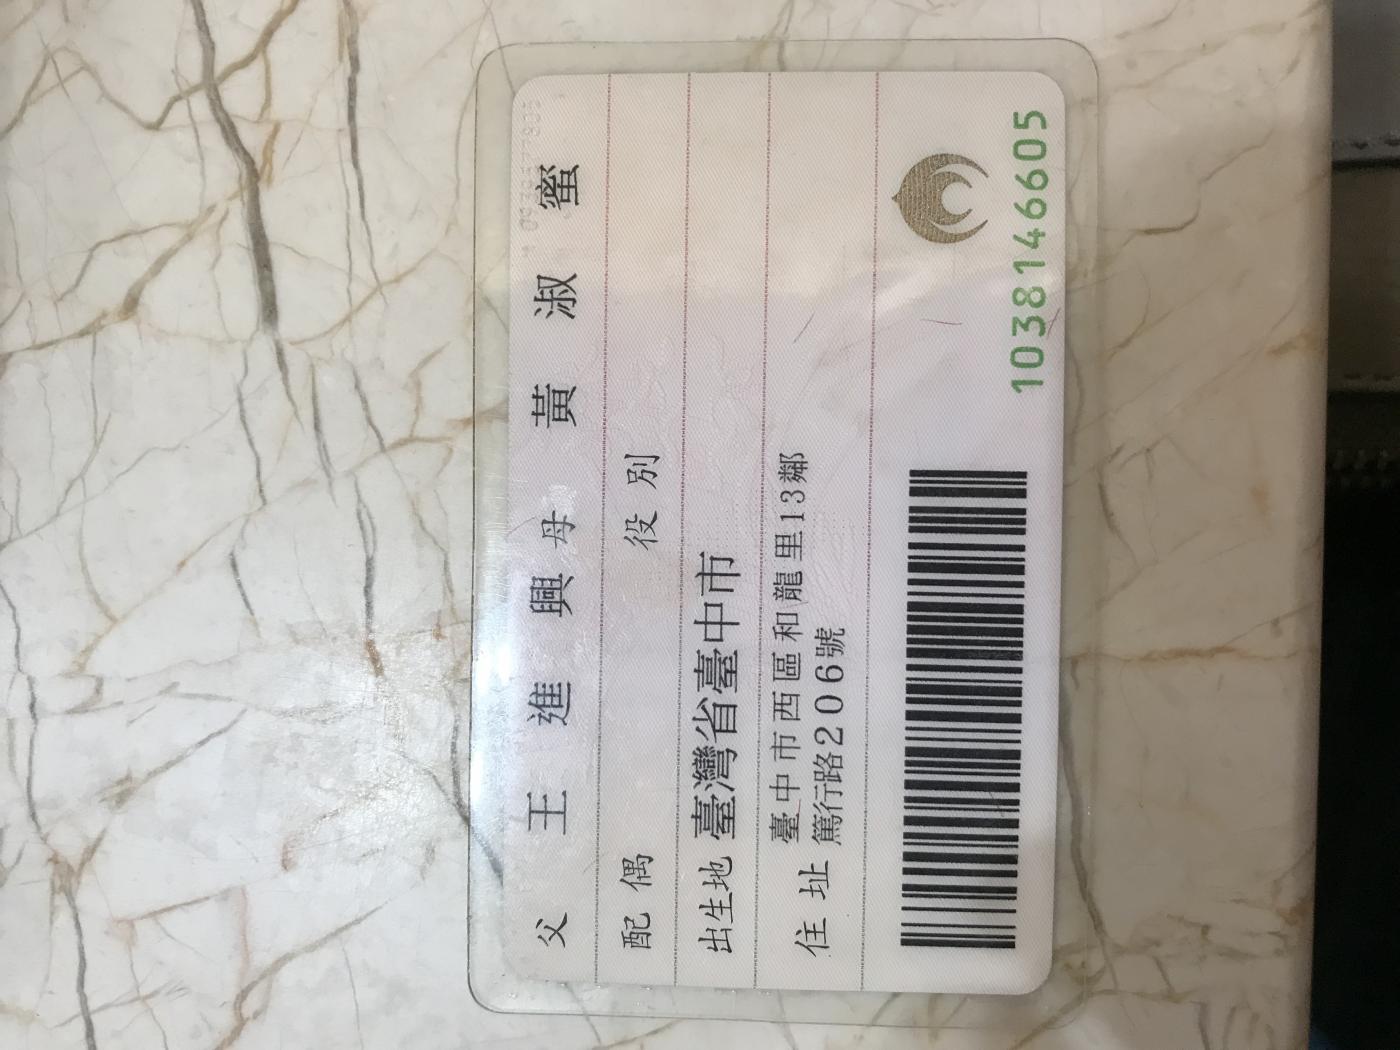 父 王 進 興 母 黃 淑 蜜
配偶 役別
出生地 臺灣省臺中市
住址 臺中市西區和龍里13鄰
篤行路206號
1038146605